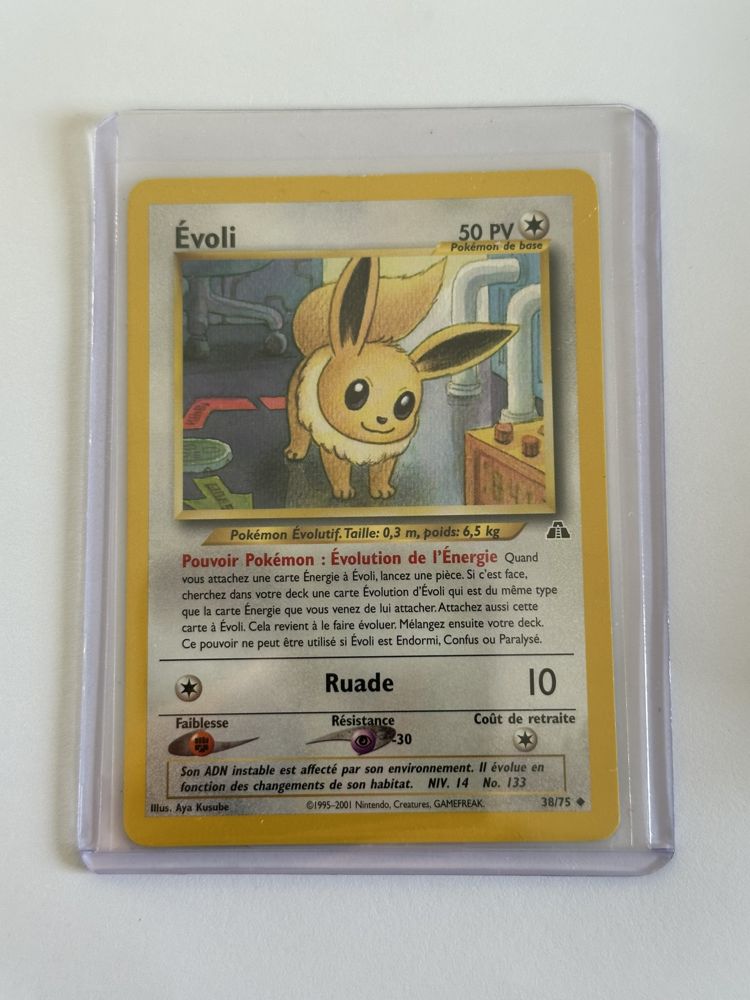 Évoli
50 PV
Pokémon de base
Pokémon Évolutif. Taille: 0,3 m, poids: 6,5 kg
Pouvoir Pokémon : Évolution de l'Énergie Quand
vous attachez une carte Énergie à Évoli, lancez une pièce. Si c'est face,
cherchez dans votre deck une carte Évolution d'Évoli qui est du même type
que la carte Énergie que vous venez de lui attacher. Attachez aussi cette
carte à Évoli. Cela revient à le faire évoluer. Mélangez ensuite votre deck.
Ce pouvoir ne peut être utilisé si Évoli est Endormi, Confus ou Paralysé.
Ruade 10
Faiblesse Résistance Coût de retraite
-30
Son ADN instable est affecté par son environnement. Il évolue en
fonction des changements de son habitat. NIV. 14 No. 133
Illus. Aya Kusube ©1995-2001 Nintendo, Creatures, GAMEFREAK. 38/75